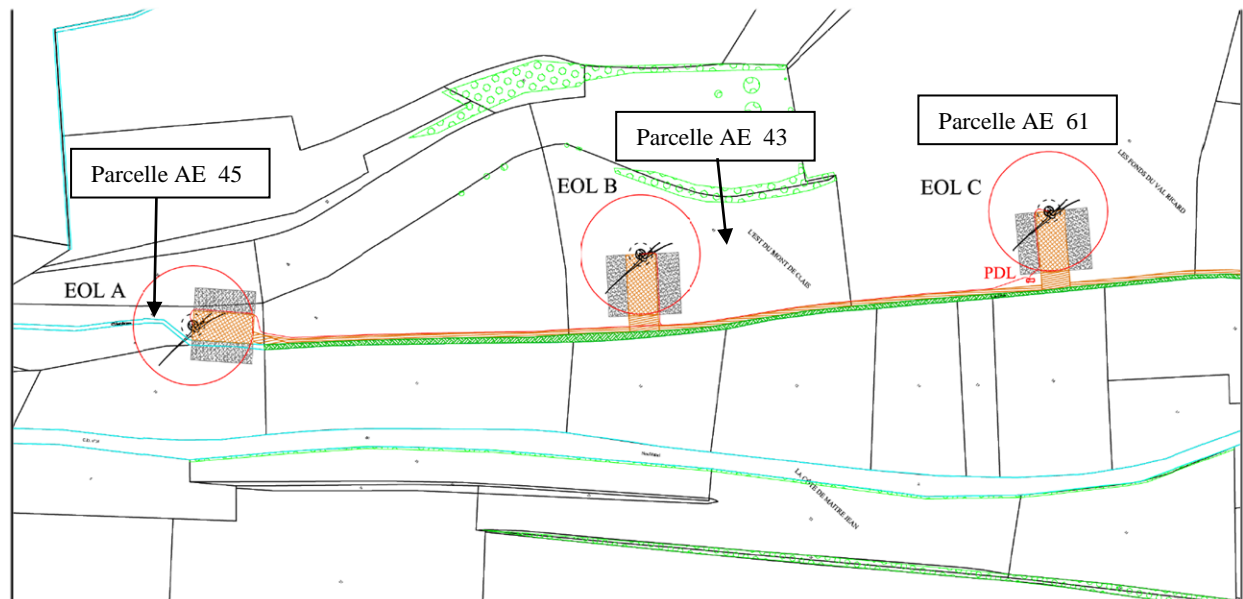 Parcelle AE 61
Parcelle AE 43
Parcelle AE 45
EOL B
EOL C
LES FONDS DU VAL RICARD
L'EST DU MONT DE CLAIS
PDL
EOL A
LA COTE DE MAITRE JEAN